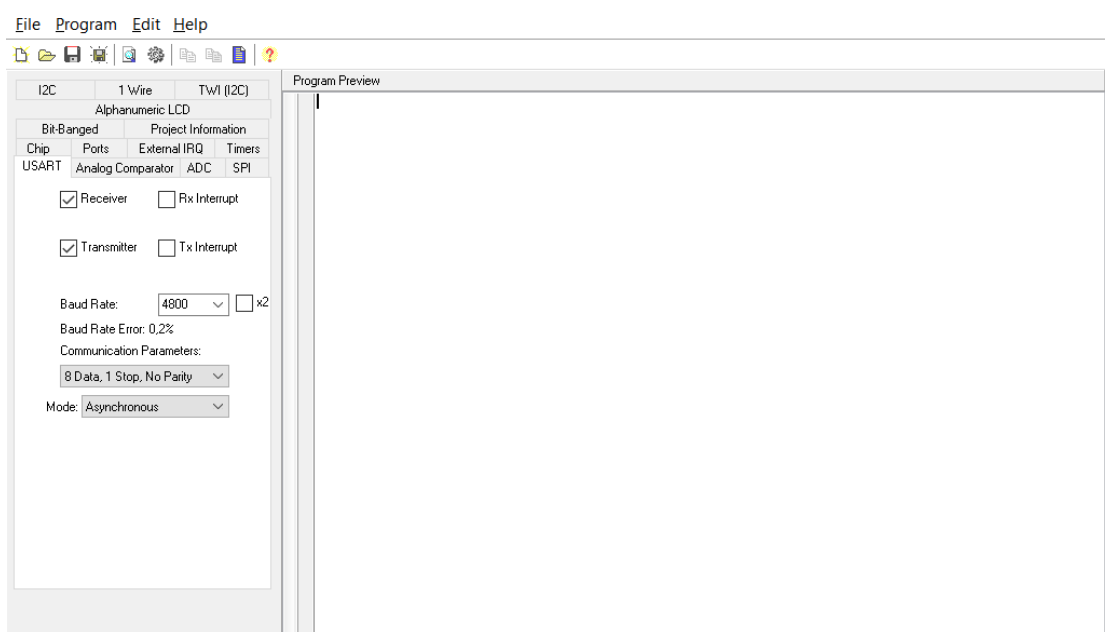 File Program Edit Help
?
Program Preview
I2C 1 Wire TWI (I2C)
Alphanumeric LCD
Bit-Banged Project Information
Chip Ports External IRQ Timers
USART Analog Comparator ADC SPI
Receiver Rx Interrupt
Transmitter Tx Interrupt
Baud Rate: 4800 x2
Baud Rate Error: 0,2%
Communication Parameters:
8 Data, 1 Stop, No Parity
Mode: Asynchronous